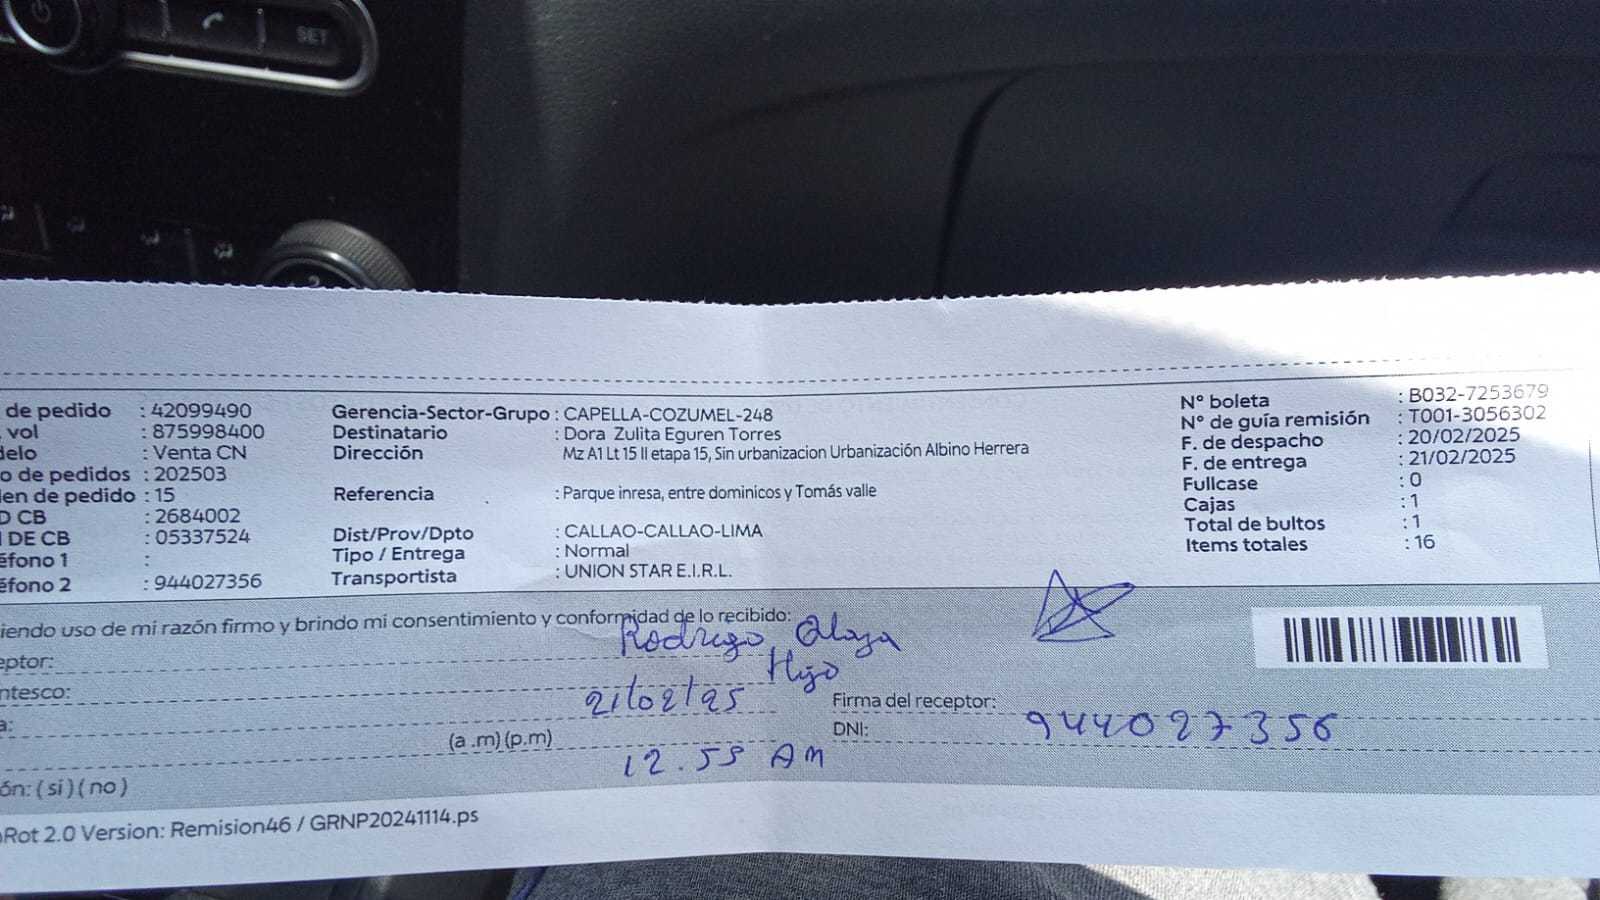 SET
de pedido : 42099490
vol : 875998400
delo : Venta CN
o de pedidos : 202503
en de pedido : 15
D CB : 2684002
I DE CB : 05337524
éfono 1 :
éfono 2 : 944027356
Gerencia-Sector-Grupo : CAPELLA-COZUMEL-248
Destinatario : Dora Zulita Eguren Torres
Dirección : Mz A1 Lt 15 II etapa 15, Sin urbanizacion Urbanización Albino Herrera
Referencia : Parque inresa, entre dominicos y Tomás valle
Dist/Prov/Dpto : CALLAO-CALLAO-LIMA
Tipo / Entrega : Normal
Transportista : UNION STAR E.I.R.L.
N° boleta : B032-7253679
N° de guía remisión : T001-3056302
F. de despacho : 20/02/2025
F. de entrega : 21/02/2025
Fullcase : 0
Cajas : 1
Total de bultos : 1
Items totales : 16
iendo uso de mi razón firmo y brindo mi consentimiento y conformidad de lo recibido:
eptor: Rodrigo Olaya
ntesco: Hijo
a: 21/02/25
Firma del receptor:
(a .m) (p.m) 12.59 AM
DNI: 944027356
ón: ( si ) ( no )
Rot 2.0 Version: Remision46 / GRNP20241114.ps